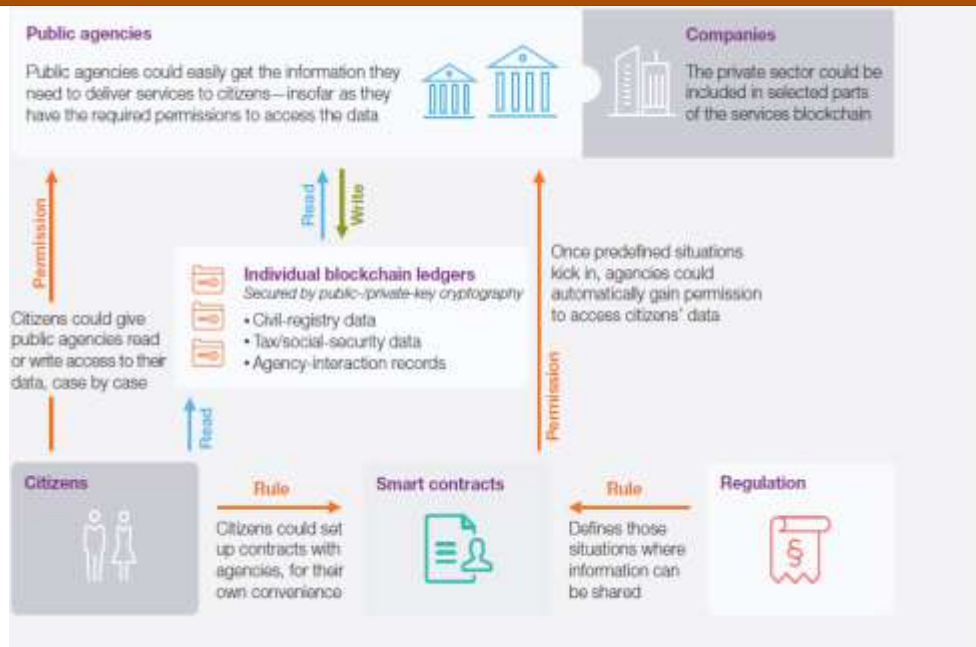 Public agencies
Public agencies could easily get the information they
need to deliver services to citizens—insofar as they
have the required permissions to access the data
Companies
The private sector could be
included in selected parts
of the services blockchain
Permission
Read
Write
Individual blockchain ledgers
Secured by public-/private-key cryptography
• Civil-registry data
• Tax/social-security data
• Agency-interaction records
Once predefined situations
kick in, agencies could
automatically gain permission
to access citizens' data
Citizens could give
public agencies read
or write access to their
data, case by case
Read
Permission
Citizens
Rule
Citizens could set
up contracts with
agencies, for their
own convenience
Smart contracts
Rule
Defines those
situations where
information can
be shared
Regulation
§